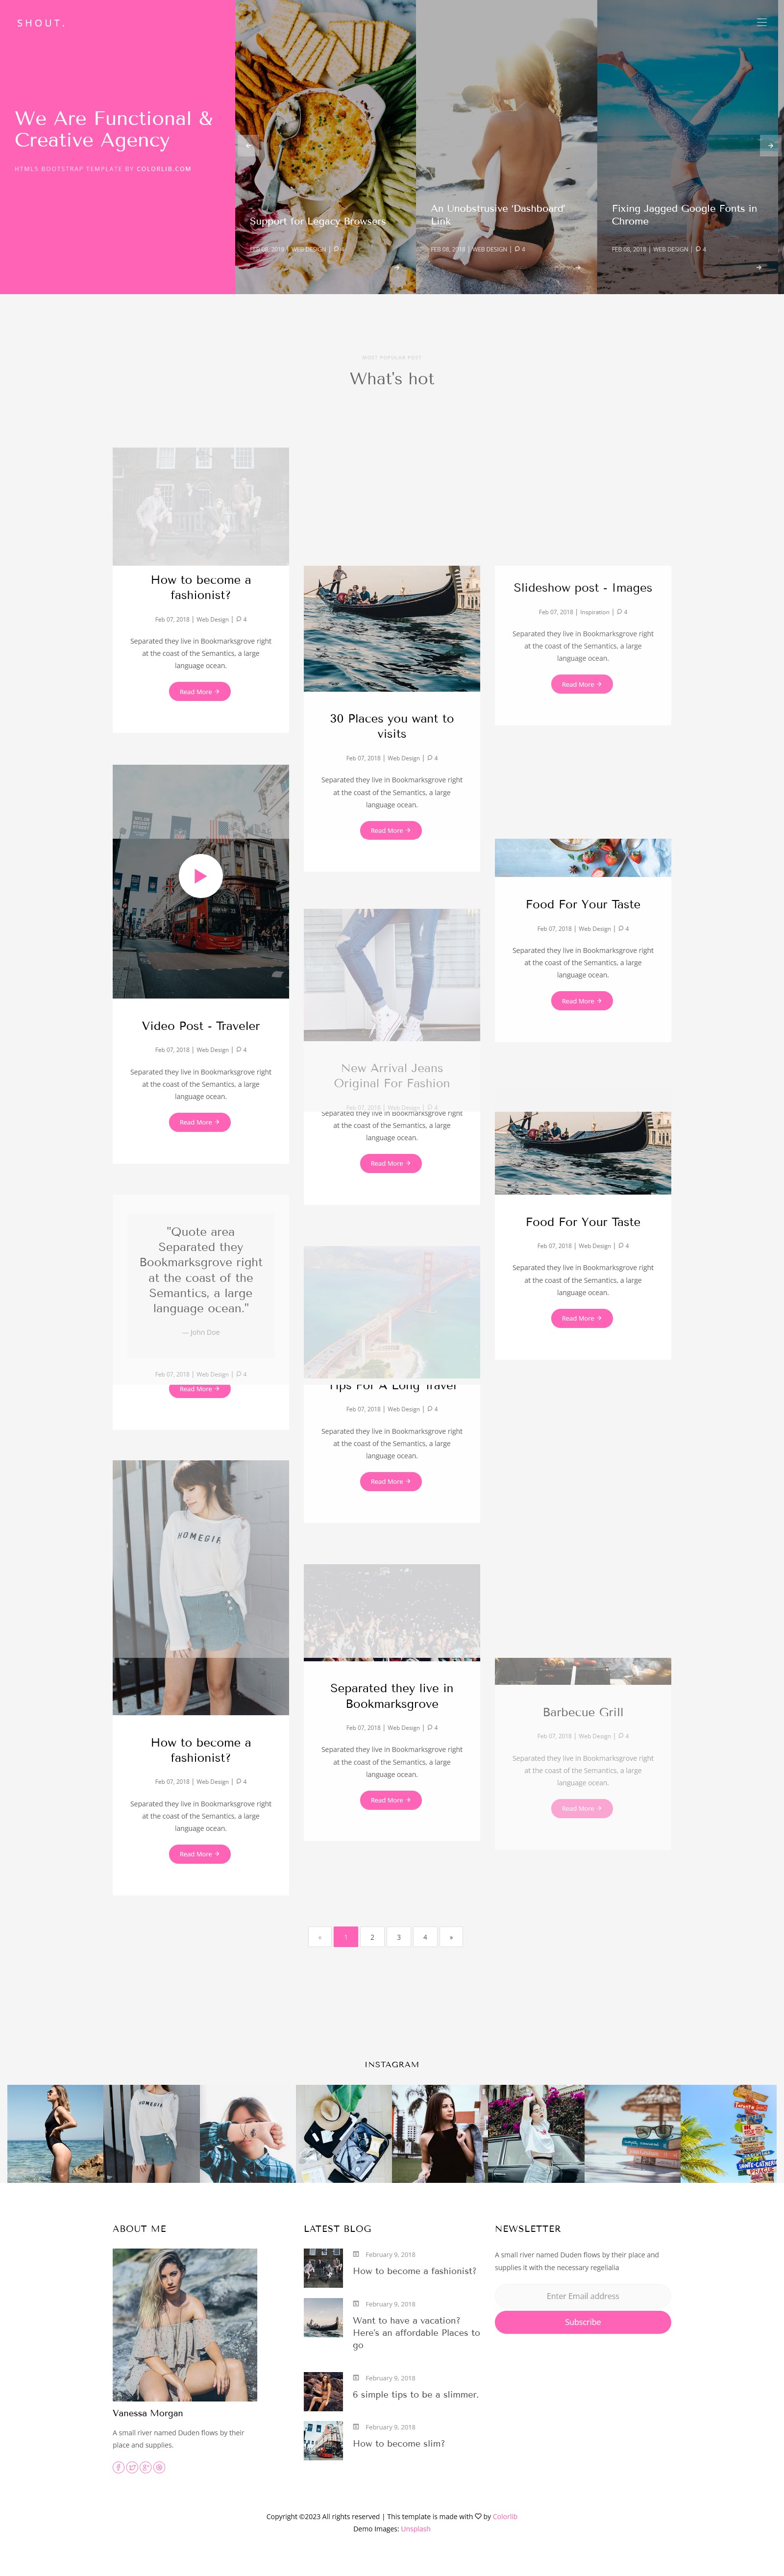 SHOUT.
We Are Functional &
Creative Agency
HTML5 BOOTSTRAP TEMPLATE BY COLORLIB.COM
Support for Legacy Browsers
FEB 08, 2018 | WEB DESIGN | 4
An Unobstrusive ‘Dashboard’
Link
FEB 08, 2018 | WEB DESIGN | 4
Fixing Jagged Google Fonts in
Chrome
FEB 08, 2018 | WEB DESIGN | 4
MOST POPULAR POST
What's hot
How to become a
fashionist?
Feb 07, 2018 | Web Design | 4
Separated they live in Bookmarksgrove right
at the coast of the Semantics, a large
language ocean.
Read More
30 Places you want to
visits
Feb 07, 2018 | Web Design | 4
Separated they live in Bookmarksgrove right
at the coast of the Semantics, a large
language ocean.
Read More
Slideshow post - Images
Feb 07, 2018 | Inspiration | 4
Separated they live in Bookmarksgrove right
at the coast of the Semantics, a large
language ocean.
Read More
Video Post - Traveler
Feb 07, 2018 | Web Design | 4
Separated they live in Bookmarksgrove right
at the coast of the Semantics, a large
language ocean.
Read More
New Arrival Jeans
Original For Fashion
Feb 07, 2018 | Web Design | 4
Separated they live in Bookmarksgrove right
at the coast of the Semantics, a large
language ocean.
Read More
Food For Your Taste
Feb 07, 2018 | Web Design | 4
Separated they live in Bookmarksgrove right
at the coast of the Semantics, a large
language ocean.
Read More
Food For Your Taste
Feb 07, 2018 | Web Design | 4
Separated they live in Bookmarksgrove right
at the coast of the Semantics, a large
language ocean.
Read More
"Quote area
Separated they
Bookmarksgrove right
at the coast of the
Semantics, a large
language ocean."
— John Doe
Feb 07, 2018 | Web Design | 4
Read More
Tips For A Long Travel
Feb 07, 2018 | Web Design | 4
Separated they live in Bookmarksgrove right
at the coast of the Semantics, a large
language ocean.
Read More
HOMEGIR
How to become a
fashionist?
Feb 07, 2018 | Web Design | 4
Separated they live in Bookmarksgrove right
at the coast of the Semantics, a large
language ocean.
Read More
Separated they live in
Bookmarksgrove
Feb 07, 2018 | Web Design | 4
Separated they live in Bookmarksgrove right
at the coast of the Semantics, a large
language ocean.
Read More
Barbecue Grill
Feb 07, 2018 | Web Design | 4
Separated they live in Bookmarksgrove right
at the coast of the Semantics, a large
language ocean.
Read More
« 1 2 3 4 »
INSTAGRAM
ABOUT ME
Vanessa Morgan
A small river named Duden flows by their
place and supplies.
LATEST BLOG
February 9, 2018
How to become a fashionist?
February 9, 2018
Want to have a vacation?
Here's an affordable Places to
go
February 9, 2018
6 simple tips to be a slimmer.
February 9, 2018
How to become slim?
NEWSLETTER
A small river named Duden flows by their place and
supplies it with the necessary regelialia
Enter Email address
Subscribe
Copyright ©2023 All rights reserved | This template is made with ♡ by Colorlib
Demo Images: Unsplash